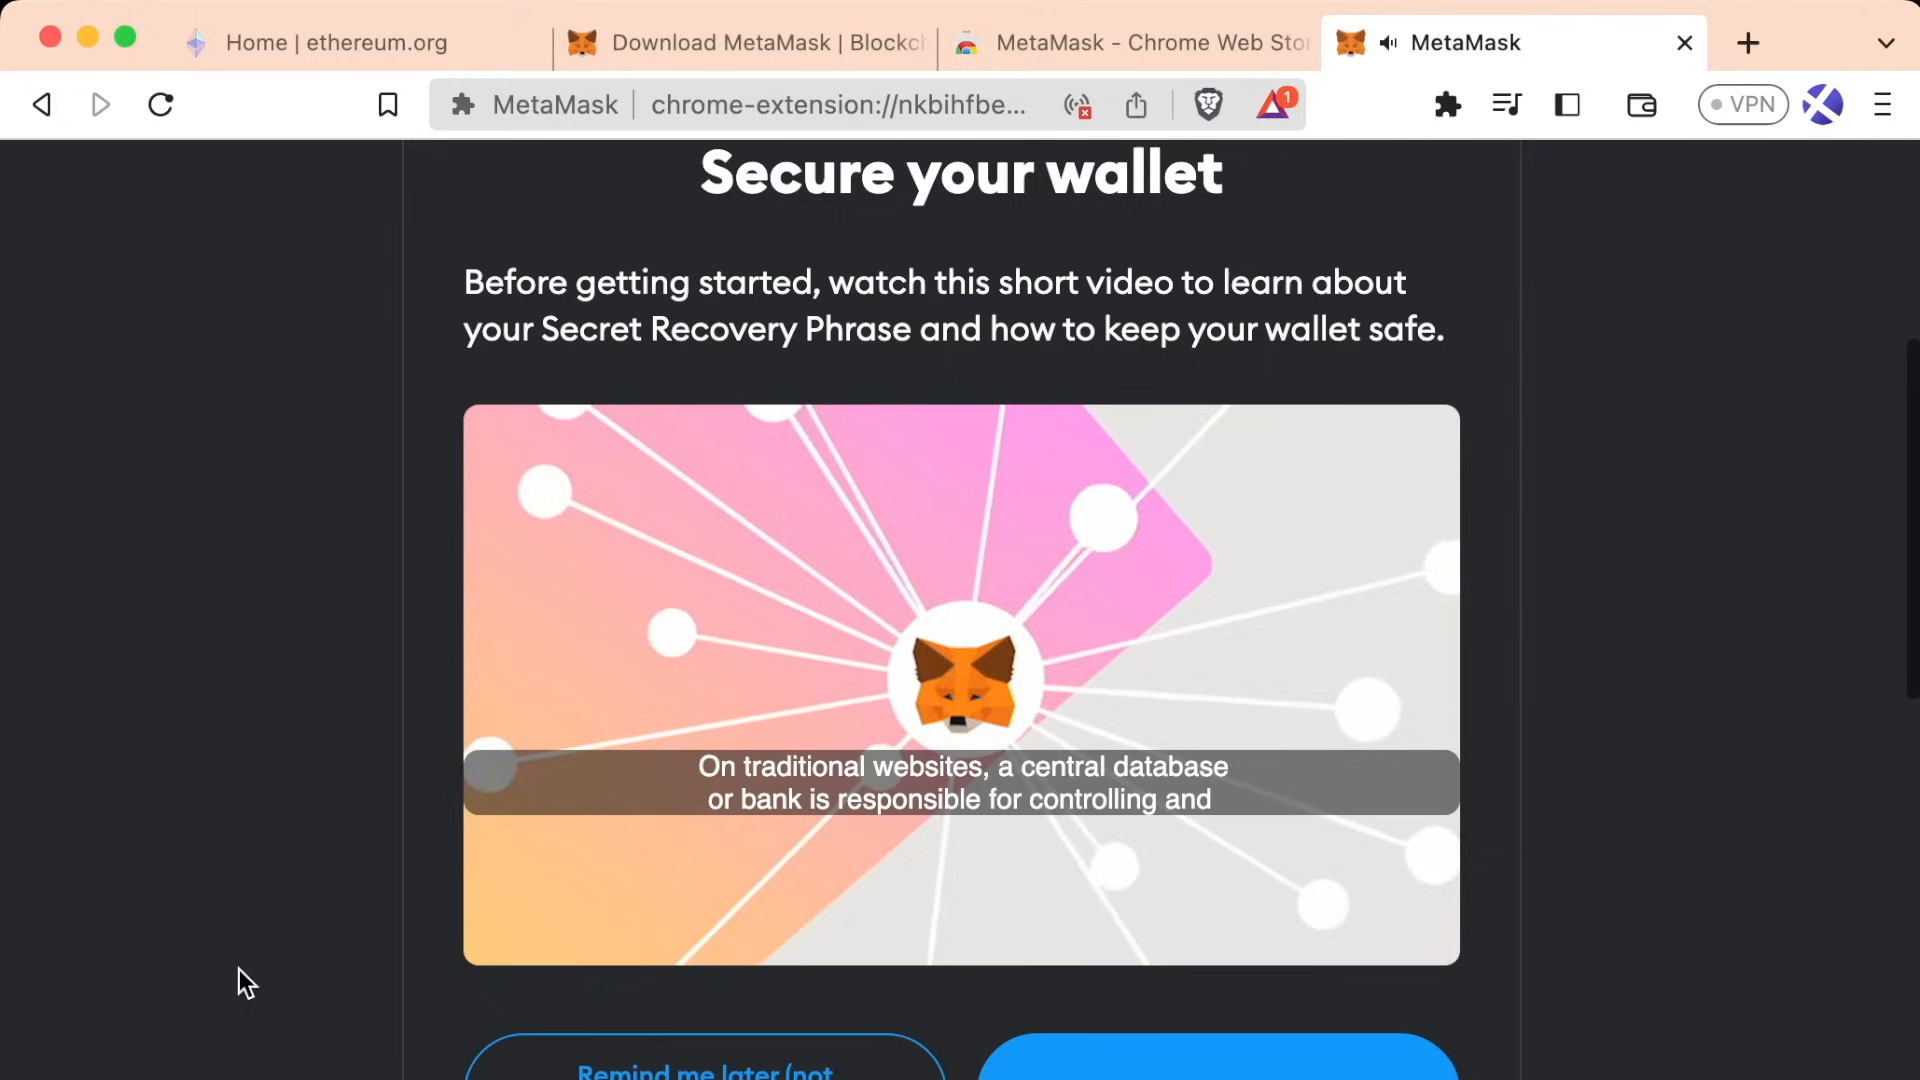 Home | ethereum.org
Download MetaMask | Blockch
MetaMask - Chrome Web Stor
MetaMask
MetaMask
chrome-extension://nkbihfbe...
1
VPN
Secure your wallet
Before getting started, watch this short video to learn about
your Secret Recovery Phrase and how to keep your wallet safe.
On traditional websites, a central database
or bank is responsible for controlling and
Remind me later (not